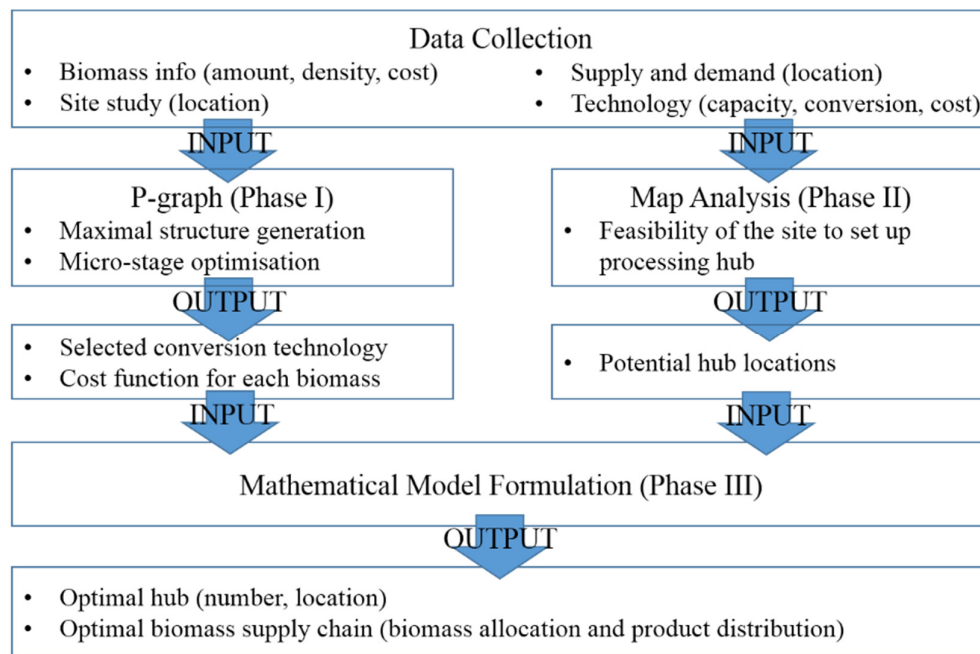 Data Collection
• Biomass info (amount, density, cost)
• Site study (location)
• Supply and demand (location)
• Technology (capacity, conversion, cost)
INPUT
INPUT
P-graph (Phase I)
• Maximal structure generation
• Micro-stage optimisation
Map Analysis (Phase II)
• Feasibility of the site to set up
processing hub
OUTPUT
OUTPUT
• Selected conversion technology
• Cost function for each biomass
• Potential hub locations
INPUT
INPUT
Mathematical Model Formulation (Phase III)
OUTPUT
• Optimal hub (number, location)
• Optimal biomass supply chain (biomass allocation and product distribution)